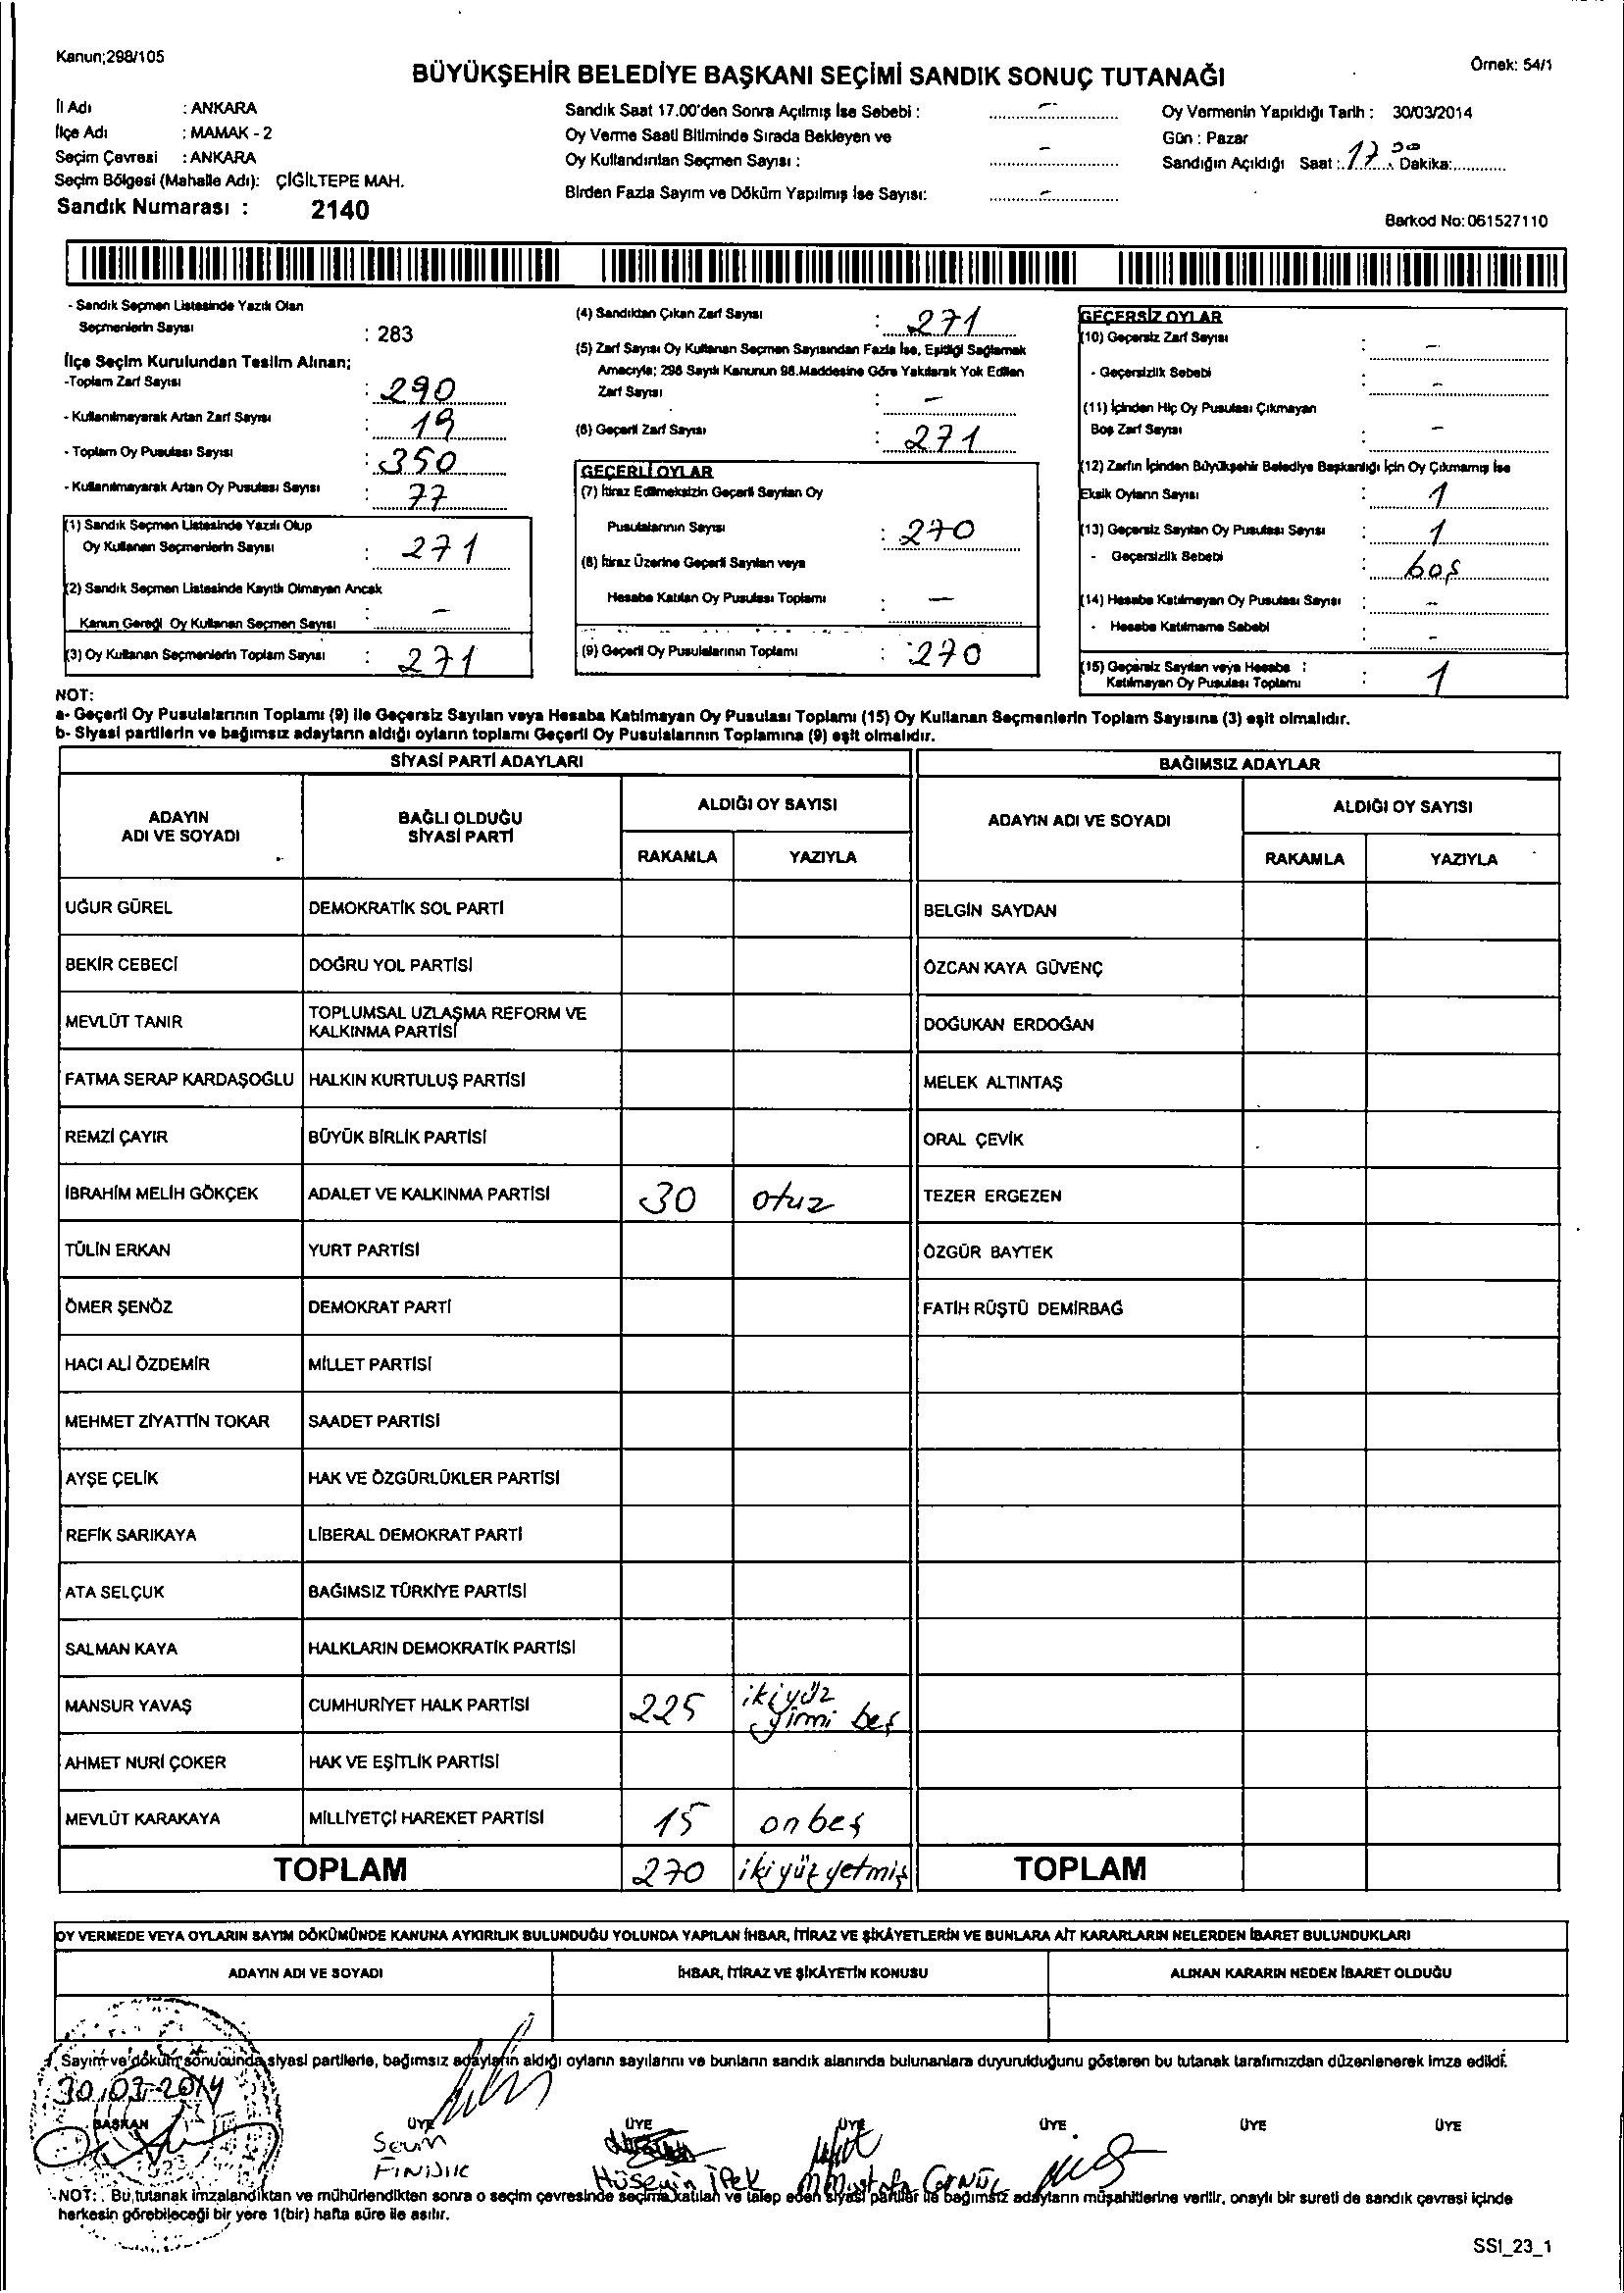 Kanun;298/105
Örnek: 54/1
BÜYÜKŞEHİR BELEDİYE BAŞKANI SEÇİMİ SANDIK SONUÇ TUTANAĞI
İl Adı : ANKARA
İlçe Adı : MAMAK - 2
Seçim Çevresi : ANKARA
Seçim Bölgesi (Mahalle Adı): ÇİĞİLTEPE MAH.
Sandık Numarası : 2140
Sandık Saat 17.00'den Sonra Açılmış İse Sebebi : -
Oy Verme Saati Bitiminde Sırada Bekleyen ve
Oy Kullandırılan Seçmen Sayısı : -
Birden Fazla Sayım ve Döküm Yapılmış İse Sayısı: -
Oy Vermenin Yapıldığı Tarih : 30/03/2014
Gün : Pazar
Sandığın Açıldığı Saat : 17 00 Dakika:
Barkod No: 061527110
- Sandık Seçmen Listesinde Yazılı Olan
Seçmenlerin Sayısı : 283
İlçe Seçim Kurulundan Teslim Alınan;
-Toplam Zarf Sayısı : 290
- Kullanılmayarak Artan Zarf Sayısı : 19
- Toplam Oy Pusulası Sayısı : 350
- Kullanılmayarak Artan Oy Pusulası Sayısı : 77
(1) Sandık Seçmen Listesinde Yazılı Olup
Oy Kullanan Seçmenlerin Sayısı : 271
(2) Sandık Seçmen Listesinde Kayıtlı Olmayan Ancak
Kanun Gereği Oy Kullanan Seçmen Sayısı : -
(3) Oy Kullanan Seçmenlerin Toplam Sayısı : 271
(4) Sandıktan Çıkan Zarf Sayısı : 271
(5) Zarf Sayısı Oy Kullanan Seçmen Sayısından Fazla İse, Eşitliği Sağlamak
Amacıyla; 298 Sayılı Kanunun 98.Maddesine Göre Yakılarak Yok Edilen
Zarf Sayısı : -
(6) Geçerli Zarf Sayısı : 271
GEÇERLİ OYLAR
(7) İtiraz Edilmeksizin Geçerli Sayılan Oy
Pusulalarının Sayısı : 270
(8) İtiraz Üzerine Geçerli Sayılan veya
Hesaba Katılan Oy Pusulası Toplamı : -
(9) Geçerli Oy Pusulalarının Toplamı : 270
GEÇERSİZ OYLAR
(10) Geçersiz Zarf Sayısı : -
- Geçersizlik Sebebi : -
(11) İçinden Hiç Oy Pusulası Çıkmayan
Boş Zarf Sayısı : -
(12) Zarfın İçinden Büyükşehir Belediye Başkanlığı İçin Oy Çıkmamış İse
Eksik Oyların Sayısı : 1
(13) Geçersiz Sayılan Oy Pusulası Sayısı : 1
- Geçersizlik Sebebi : boş
(14) Hesaba Katılmayan Oy Pusulası Sayısı : -
- Hesaba Katılmama Sebebi : -
(15) Geçersiz Sayılan veya Hesaba :
Katılmayan Oy Pusulası Toplamı : 1
NOT:
a- Geçerli Oy Pusulalarının Toplamı (9) ile Geçersiz Sayılan veya Hesaba Katılmayan Oy Pusulası Toplamı (15) Oy Kullanan Seçmenlerin Toplam Sayısına (3) eşit olmalıdır.
b- Siyasi partilerin ve bağımsız adayların aldığı oyların toplamı Geçerli Oy Pusulalarının Toplamına (9) eşit olmalıdır.
SİYASİ PARTİ ADAYLARI
BAĞIMSIZ ADAYLAR
ADAYIN
ADI VE SOYADI
BAĞLI OLDUĞU
SİYASİ PARTİ
ALDIĞI OY SAYISI
RAKAMLA YAZIYLA
ADAYIN ADI VE SOYADI
ALDIĞI OY SAYISI
RAKAMLA YAZIYLA
UĞUR GÜREL DEMOKRATİK SOL PARTİ BELGİN SAYDAN
BEKİR CEBECİ DOĞRU YOL PARTİSİ ÖZCAN KAYA GÜVENÇ
MEVLÜT TANIR TOPLUMSAL UZLAŞMA REFORM VE
KALKINMA PARTİSİ DOĞUKAN ERDOĞAN
FATMA SERAP KARDAŞOĞLU HALKIN KURTULUŞ PARTİSİ MELEK ALTINTAŞ
REMZİ ÇAYIR BÜYÜK BİRLİK PARTİSİ ORAL ÇEVİK
İBRAHİM MELİH GÖKÇEK ADALET VE KALKINMA PARTİSİ 30 otuz TEZER ERGEZEN
TÜLİN ERKAN YURT PARTİSİ ÖZGÜR BAYTEK
ÖMER ŞENÖZ DEMOKRAT PARTİ FATİH RÜŞTÜ DEMİRBAĞ
HACI ALİ ÖZDEMİR MİLLET PARTİSİ
MEHMET ZİYATTİN TOKAR SAADET PARTİSİ
AYŞE ÇELİK HAK VE ÖZGÜRLÜKLER PARTİSİ
REFİK SARIKAYA LİBERAL DEMOKRAT PARTİ
ATA SELÇUK BAĞIMSIZ TÜRKİYE PARTİSİ
SALMAN KAYA HALKLARIN DEMOKRATİK PARTİSİ
MANSUR YAVAŞ CUMHURİYET HALK PARTİSİ 225 ikiyüz
yirmi beş
AHMET NURİ ÇOKER HAK VE EŞİTLİK PARTİSİ
MEVLÜT KARAKAYA MİLLİYETÇİ HAREKET PARTİSİ 15 onbeş
TOPLAM 270 ikiyüzyetmiş TOPLAM
OY VERMEDE VEYA OYLARIN SAYIM DÖKÜMÜNDE KANUNA AYKIRILIK BULUNDUĞU YOLUNDA YAPILAN İHBAR, İTİRAZ VE ŞİKÂYETLERİN VE BUNLARA AİT KARARLARIN NELERDEN İBARET BULUNDUKLARI
ADAYIN ADI VE SOYADI İHBAR, İTİRAZ VE ŞİKÂYETİN KONUSU ALINAN KARARIN NEDEN İBARET OLDUĞU
Sayım ve döküm sonucunda siyasi partilerle, bağımsız adayların aldığı oyların sayılarını ve bunların sandık alanında bulunanlara duyurulduğunu gösteren bu tutanak tarafımızdan düzenlenerek imza edildi.
30.03.2014
BAŞKAN ÜYE ÜYE ÜYE ÜYE ÜYE ÜYE
FINDIK
Hüseyin İPEK Mustafa
NOT: Bu tutanak imzalandıktan ve mühürlendikten sonra o seçim çevresinde seçime katılan ve talep eden siyasi partiler ile bağımsız adayların müşahitlerine verilir, onaylı bir sureti de sandık çevresi içinde
herkesin görebileceği bir yere 1(bir) hafta süre ile asılır.
SSI_23_1